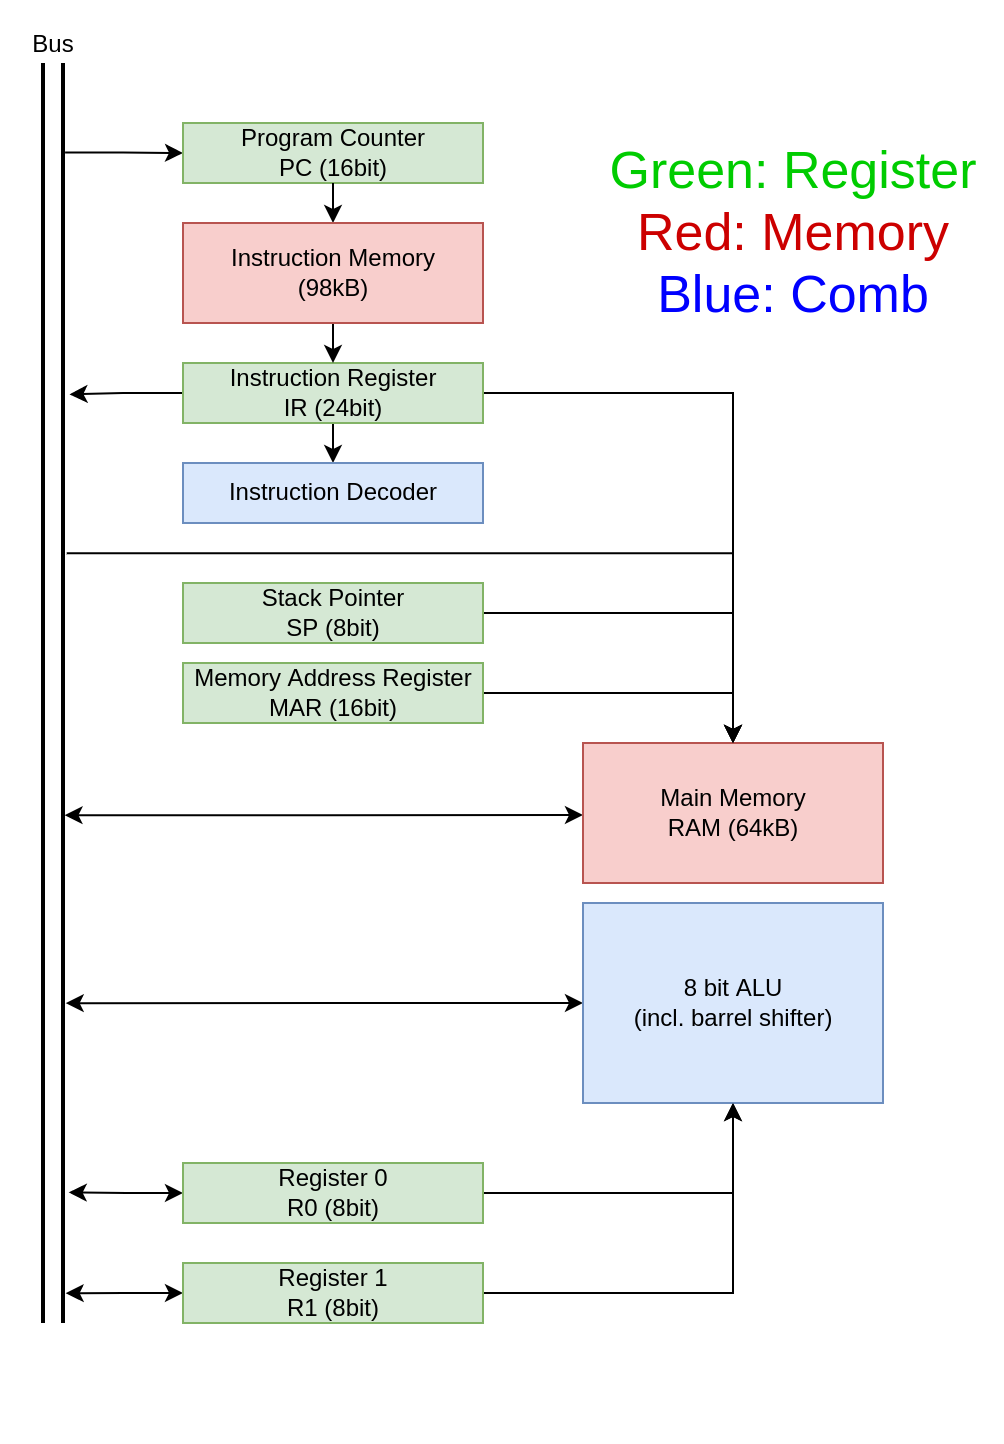 Bus
Program Counter
PC (16bit)
Green: Register
Red: Memory
Blue: Comb
Instruction Memory
(98kB)
Instruction Register
IR (24bit)
Instruction Decoder
Stack Pointer
SP (8bit)
Memory Address Register
MAR (16bit)
Main Memory
RAM (64kB)
8 bit ALU
(incl. barrel shifter)
Register 0
R0 (8bit)
Register 1
R1 (8bit)